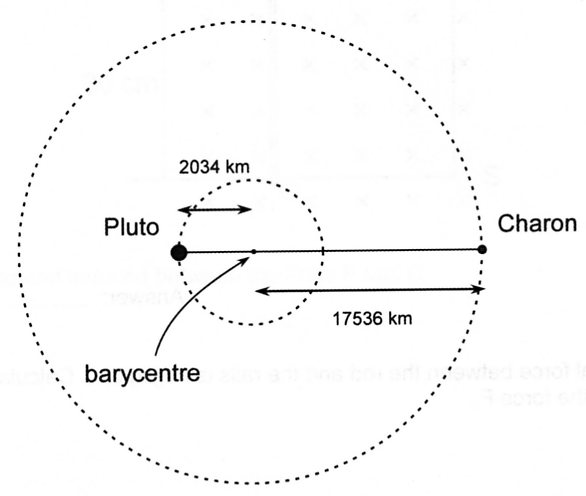 2034 km
Pluto
Charon
17536 km
barycentre